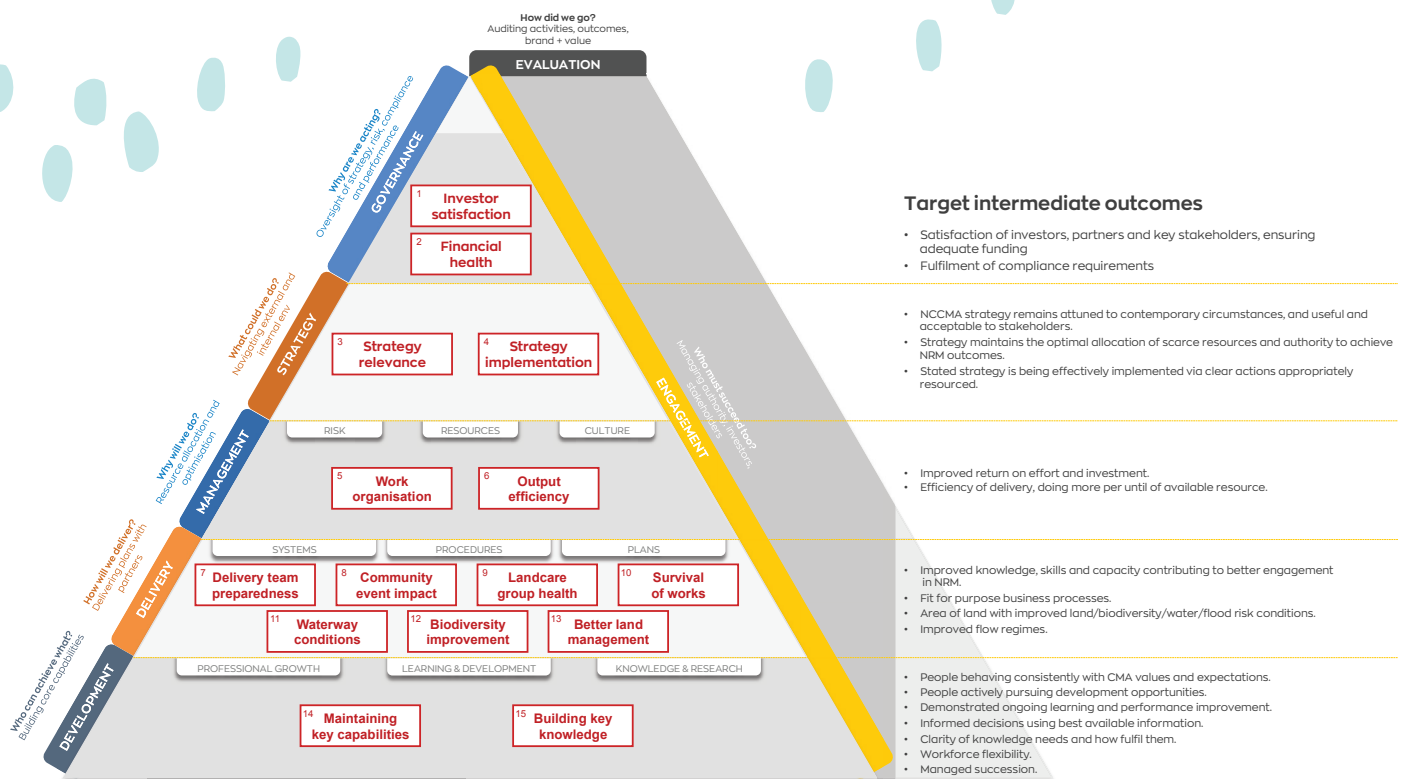 How did we go?
Auditing activities, outcomes,
brand + value
EVALUATION
Why are we acting?
Oversight of strategy, risk, compliance
and performance
GOVERNANCE
1 Investor
satisfaction
2 Financial
health
Target intermediate outcomes
• Satisfaction of investors, partners and key stakeholders, ensuring
adequate funding
• Fulfilment of compliance requirements
What could we do?
Navigating external and
internal env
STRATEGY
3 Strategy
relevance
4 Strategy
implementation
• NCCMA strategy remains attuned to contemporary circumstances, and useful and
acceptable to stakeholders.
• Strategy maintains the optimal allocation of scarce resources and authority to achieve
NRM outcomes.
• Stated strategy is being effectively implemented via clear actions appropriately
resourced.
ENGAGEMENT
Who must succeed too?
Managing authority, investors,
stakeholders
Why will we do?
Resource allocation and
optimisation
MANAGEMENT
RISK
RESOURCES
CULTURE
5 Work
organisation
6 Output
efficiency
• Improved return on effort and investment.
• Efficiency of delivery, doing more per until of available resource.
How will we deliver?
Delivering plans with
partners
DELIVERY
SYSTEMS
PROCEDURES
PLANS
7 Delivery team
preparedness
8 Community
event impact
9 Landcare
group health
10 Survival
of works
11 Waterway
conditions
12 Biodiversity
improvement
13 Better land
management
• Improved knowledge, skills and capacity contributing to better engagement
in NRM.
• Fit for purpose business processes.
• Area of land with improved land/biodiversity/water/flood risk conditions.
• Improved flow regimes.
Who can achieve what?
Building core capabilities
DEVELOPMENT
PROFESSIONAL GROWTH
LEARNING & DEVELOPMENT
KNOWLEDGE & RESEARCH
14 Maintaining
key capabilities
15 Building key
knowledge
• People behaving consistently with CMA values and expectations.
• People actively pursuing development opportunities.
• Demonstrated ongoing learning and performance improvement.
• Informed decisions using best available information.
• Clarity of knowledge needs and how fulfil them.
• Workforce flexibility.
• Managed succession.